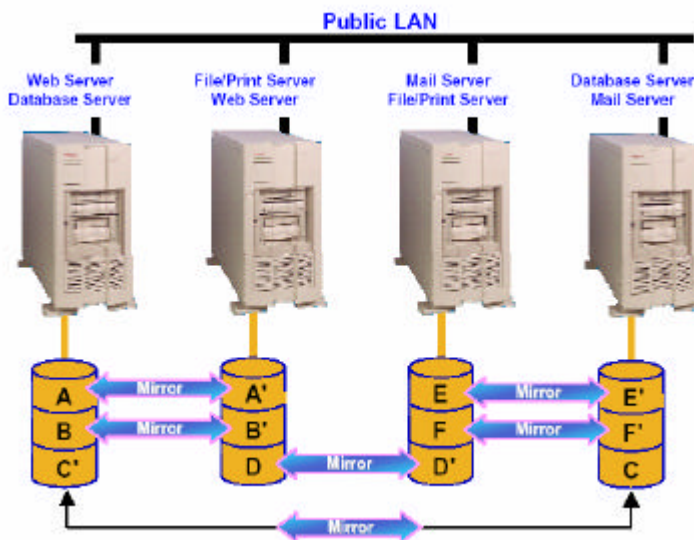 Public LAN
Web Server
Database Server
File/Print Server
Web Server
Mail Server
File/Print Server
Database Server
Mail Server
A Mirror A'
B Mirror B'
C'
D Mirror D'
E Mirror E'
F Mirror F'
C
Mirror